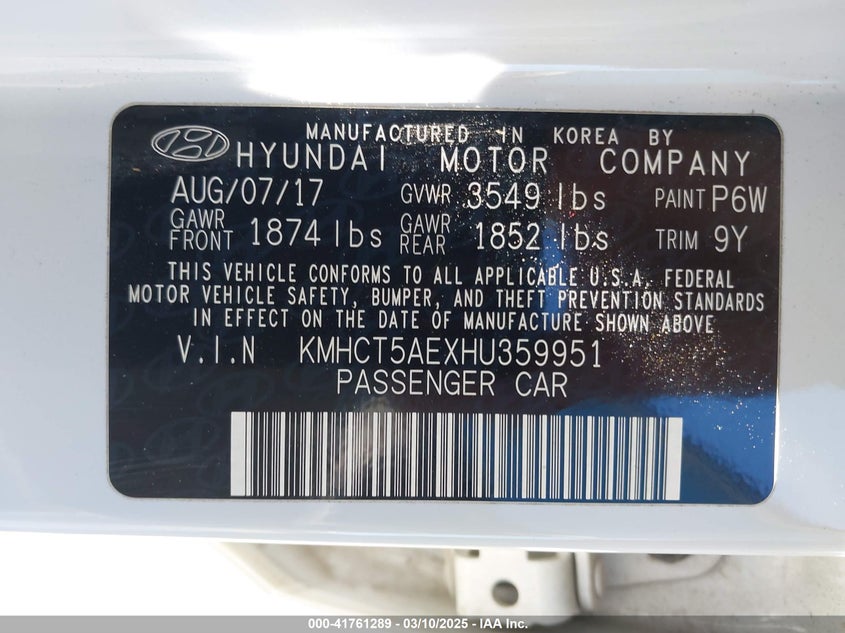 MANUFACTURED IN KOREA BY
HYUNDAI MOTOR COMPANY
AUG/07/17 GVWR 3549 lbs PAINT P6W
GAWR FRONT 1874 lbs GAWR REAR 1852 lbs TRIM 9Y
THIS VEHICLE CONFORMS TO ALL APPLICABLE U.S.A. FEDERAL
MOTOR VEHICLE SAFETY, BUMPER, AND THEFT PREVENTION STANDARDS
IN EFFECT ON THE DATE OF MANUFACTURE SHOWN ABOVE
V.I.N KMHCT5AEXHU359951
PASSENGER CAR
000-41761289 - 03/10/2025 - IAA Inc.